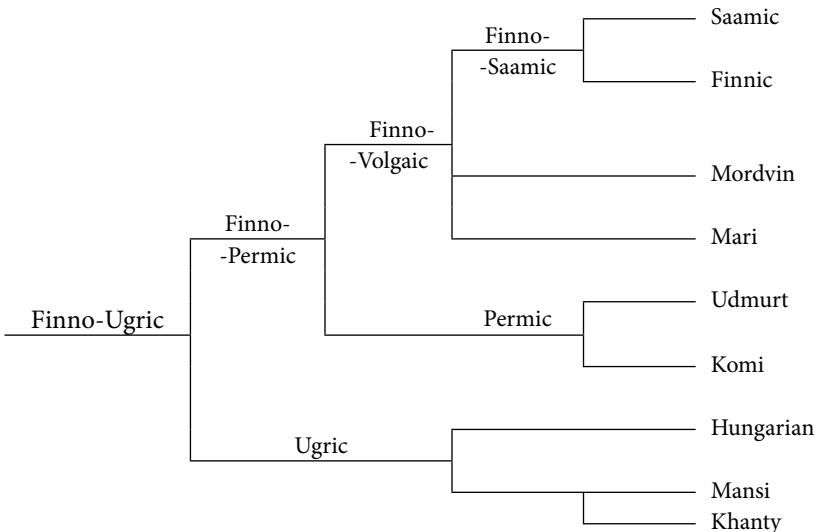 Saamic
Finno-
-Saamic
Finnic
Finno-
-Volgaic
Mordvin
Finno-
-Permic
Mari
Udmurt
Finno-Ugric
Permic
Komi
Hungarian
Ugric
Mansi
Khanty